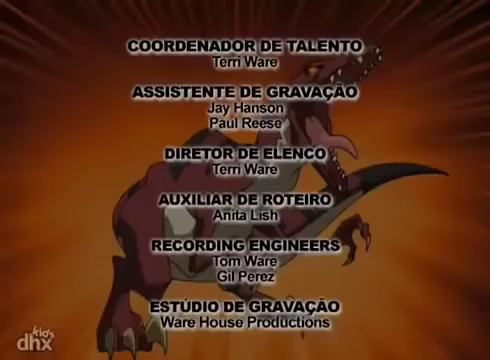 COORDENADOR DE TALENTO
Terri Ware
ASSISTENTE DE GRAVAÇÃO
Jay Hanson
Paul Reese
DIRETOR DE ELENCO
Terri Ware
AUXILIAR DE ROTEIRO
Anita Lish
RECORDING ENGINEERS
Tom Ware
Gil Perez
ESTÚDIO DE GRAVAÇÃO
Ware House Productions
kid's
dhx